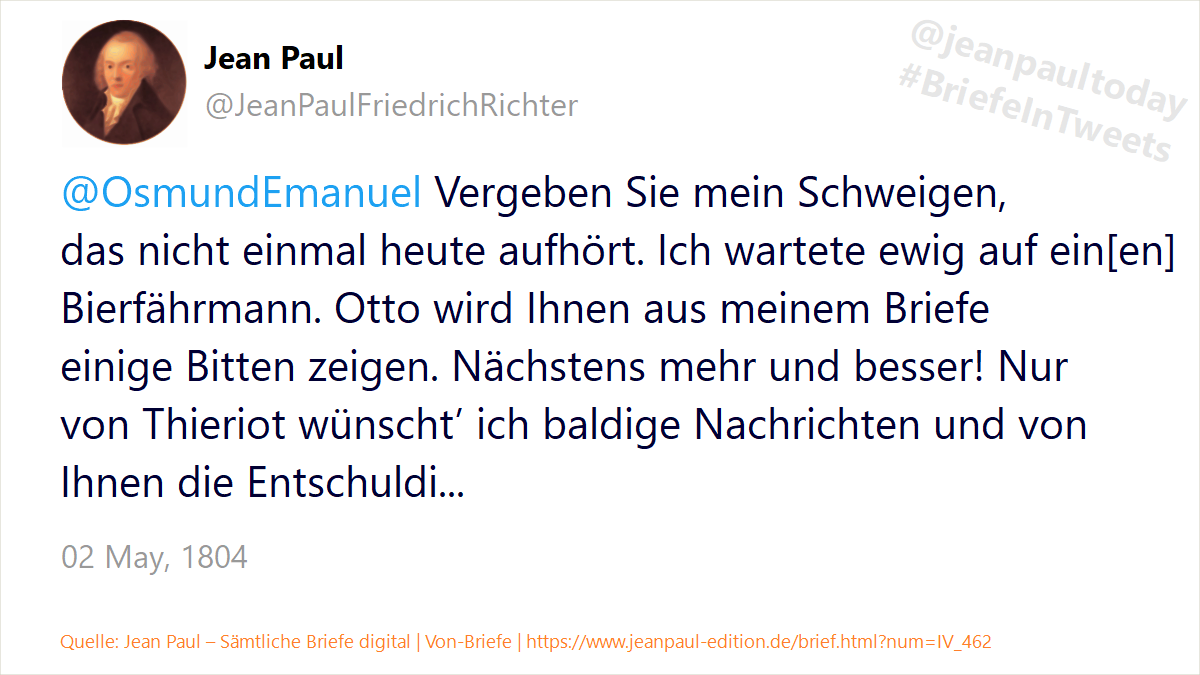 Jean Paul
@JeanPaulFriedrichRichter
@jeanpaultoday
#BriefeInTweets
@OsmundEmanuel Vergeben Sie mein Schweigen,
das nicht einmal heute aufhört. Ich wartete ewig auf ein[en]
Bierfährmann. Otto wird Ihnen aus meinem Briefe
einige Bitten zeigen. Nächstens mehr und besser! Nur
von Thieriot wünscht’ ich baldige Nachrichten und von
Ihnen die Entschuldi...
02 May, 1804
Quelle: Jean Paul – Sämtliche Briefe digital | Von-Briefe | https://www.jeanpaul-edition.de/brief.html?num=IV_462